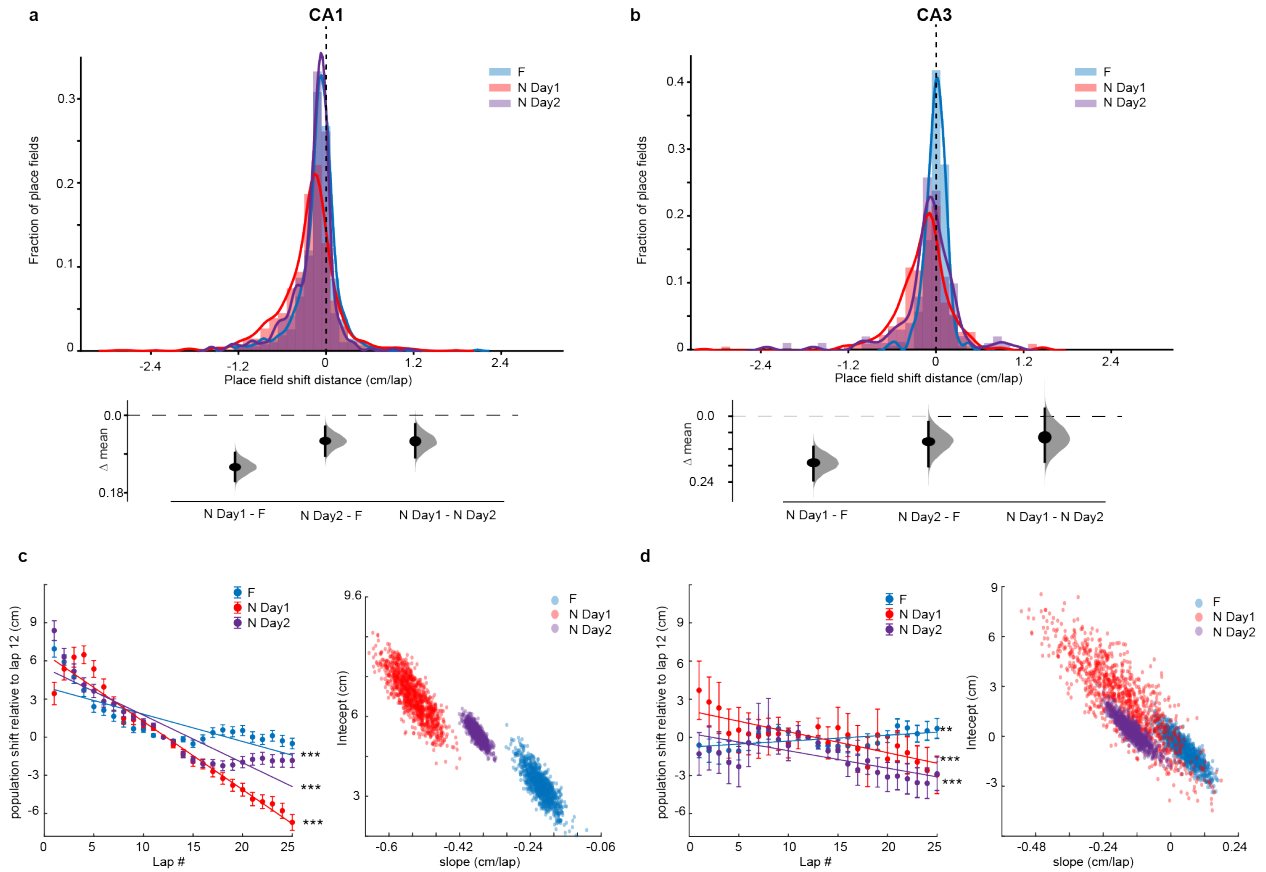 a
CA1
F
N Day1
N Day2
Fraction of place fields
0.3
0.2
0.1
0
-2.4
-1.2
0
1.2
2.4
Place field shift distance (cm/lap)
Δ mean
0.0
0.18
N Day1 - F
N Day2 - F
N Day1 - N Day2
b
CA3
F
N Day1
N Day2
Fraction of place fields
0.4
0.3
0.2
0.1
0
-2.4
-1.2
0
1.2
2.4
Place field shift distance (cm/lap)
Δ mean
0.0
0.24
N Day1 - F
N Day2 - F
N Day1 - N Day2
c
population shift relative to lap 12 (cm)
9
6
3
0
-3
-6
F
N Day1
N Day2
***
***
***
0
5
10
15
20
25
Lap #
Intecept (cm)
9.6
6
3
F
N Day1
N Day2
-0.6
-0.42
-0.24
-0.06
slope (cm/lap)
d
population shift relative to lap 12 (cm)
9
6
3
0
-3
-6
F
N Day1
N Day2
**
***
***
0
5
10
15
20
25
Lap #
Intecept (cm)
9
6
3
0
-3
F
N Day1
N Day2
-0.48
-0.24
0
0.24
slope (cm/lap)